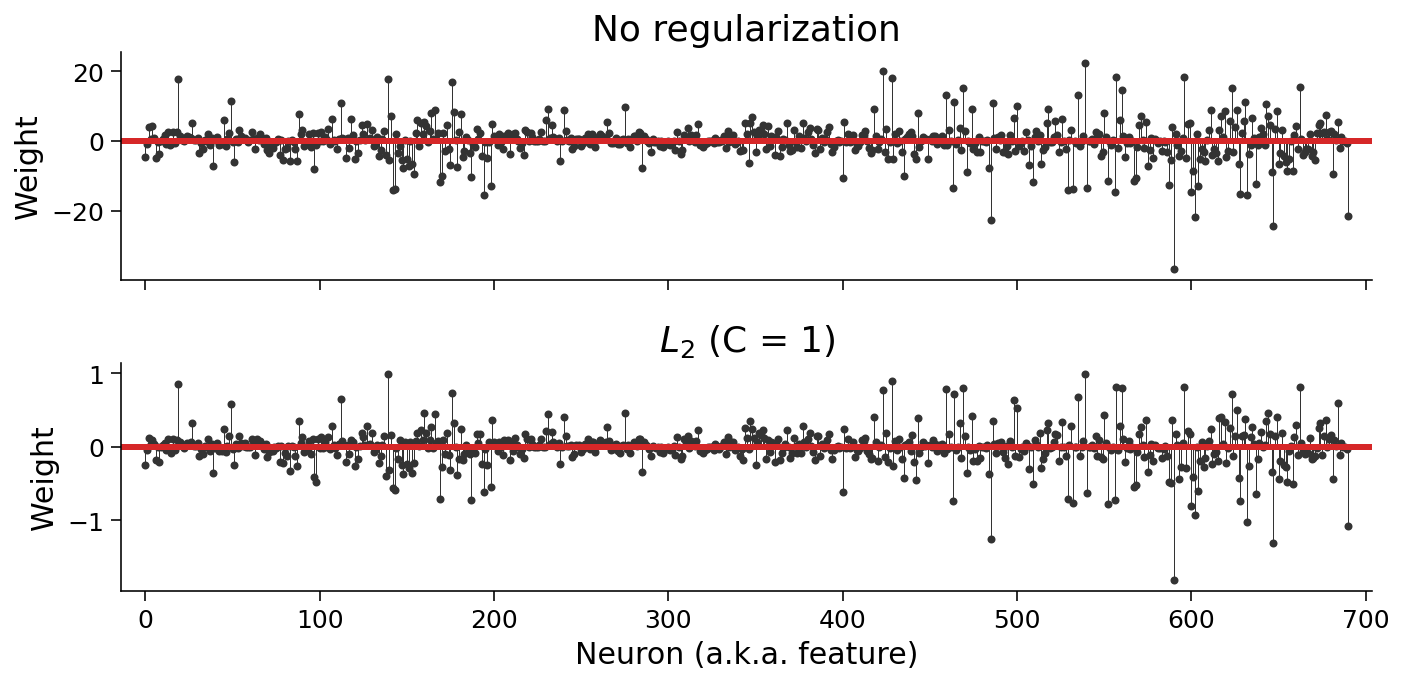 No regularization
Weight
20
0
−20
L₂ (C = 1)
Weight
1
0
−1
0 100 200 300 400 500 600 700
Neuron (a.k.a. feature)